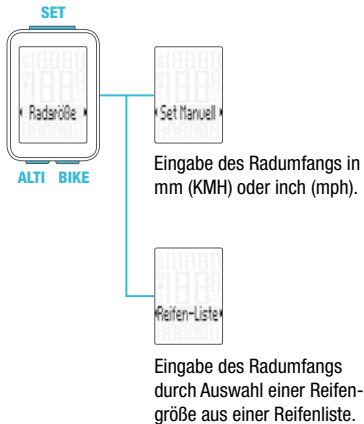 SET
Radgröße
ALTI BIKE
Set Manuell
Eingabe des Radumfangs in
mm (KMH) oder inch (mph).
Reifen-Liste
Eingabe des Radumfangs
durch Auswahl einer Reifen-
größe aus einer Reifenliste.